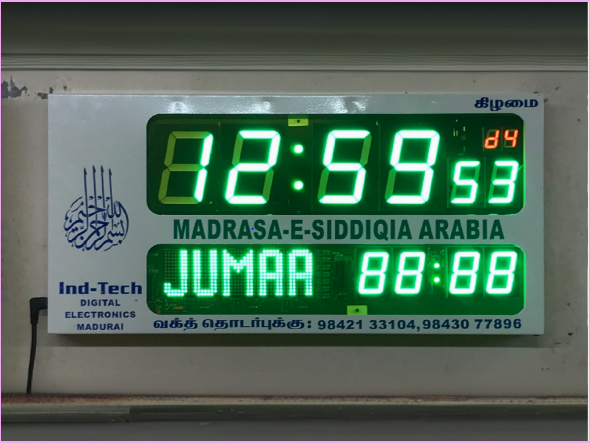 கிழமை
d4
12:59 53
MADRASA-E-SIDDIQIA ARABIA
JUMAA 88:88
Ind-Tech
DIGITAL
ELECTRONICS
MADURAI
வக்த் தொடர்புக்கு: 98421 33104,98430 77896